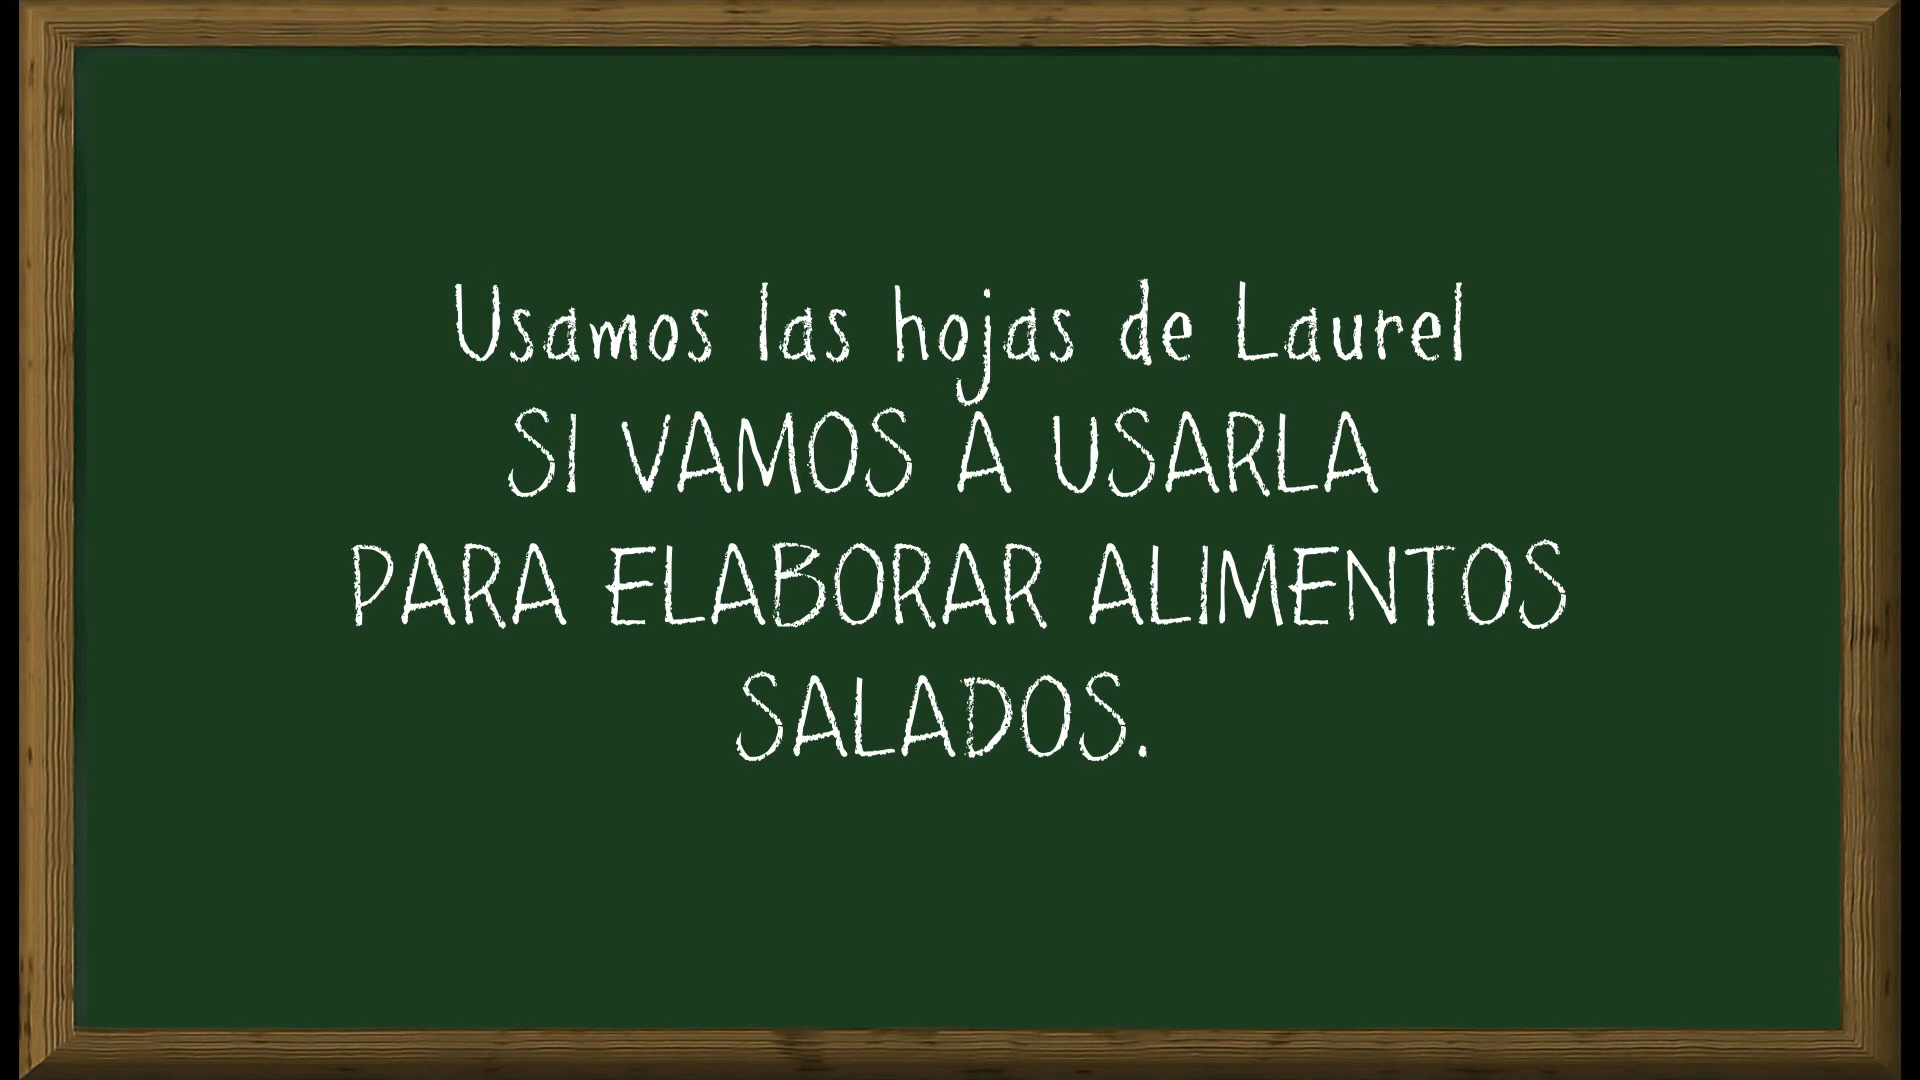 Usamos las hojas de Laurel
SI VAMOS A USARLA
PARA ELABORAR ALIMENTOS
SALADOS.